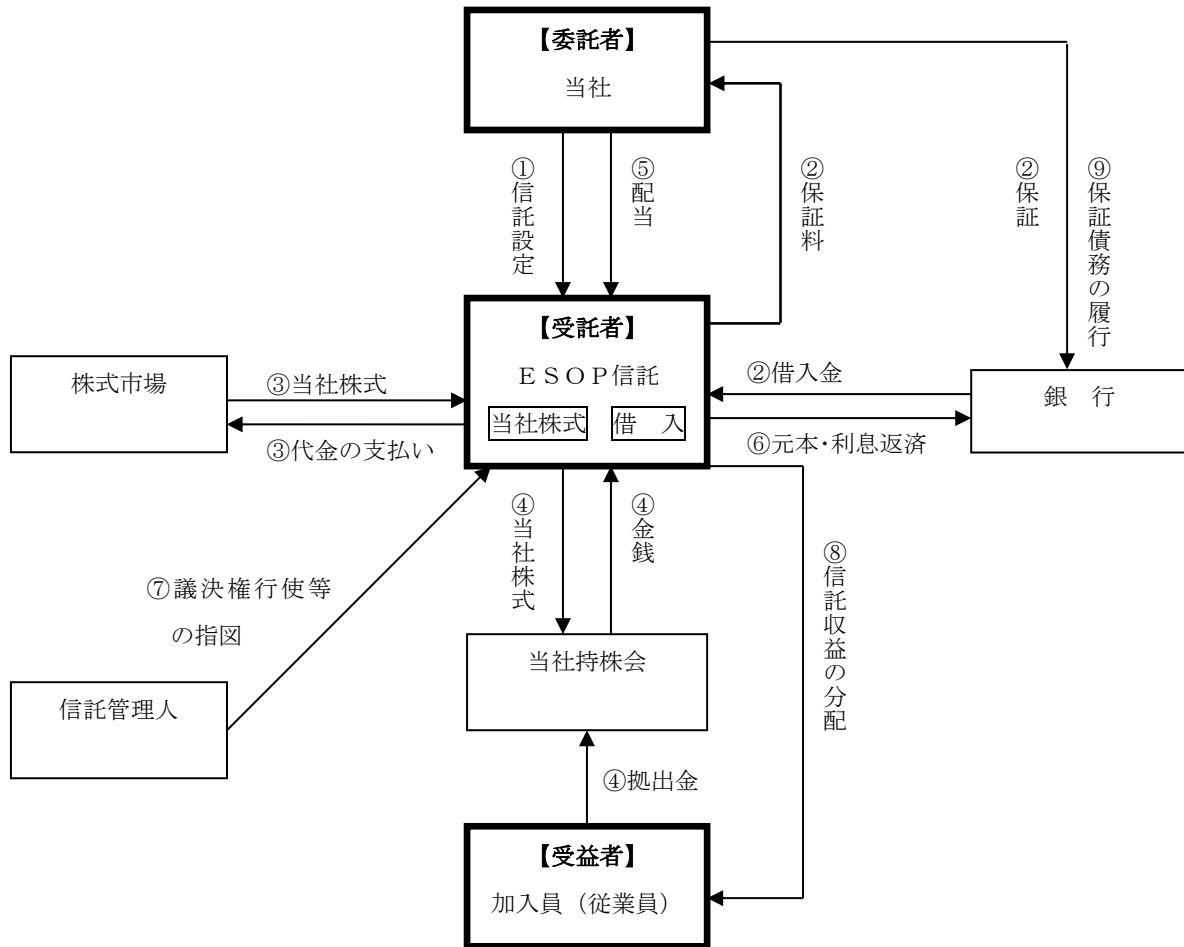 【委託者】
当社
①信託設定
⑤配当
②保証料
②保証
⑨保証債務の履行
【受託者】
ESOP信託
当社株式 借 入
株式市場
③当社株式
③代金の支払い
②借入金
⑥元本・利息返済
銀 行
④当社株式
④金銭
⑧信託収益の分配
⑦議決権行使等
の指図
当社持株会
信託管理人
④拠出金
【受益者】
加入員（従業員）